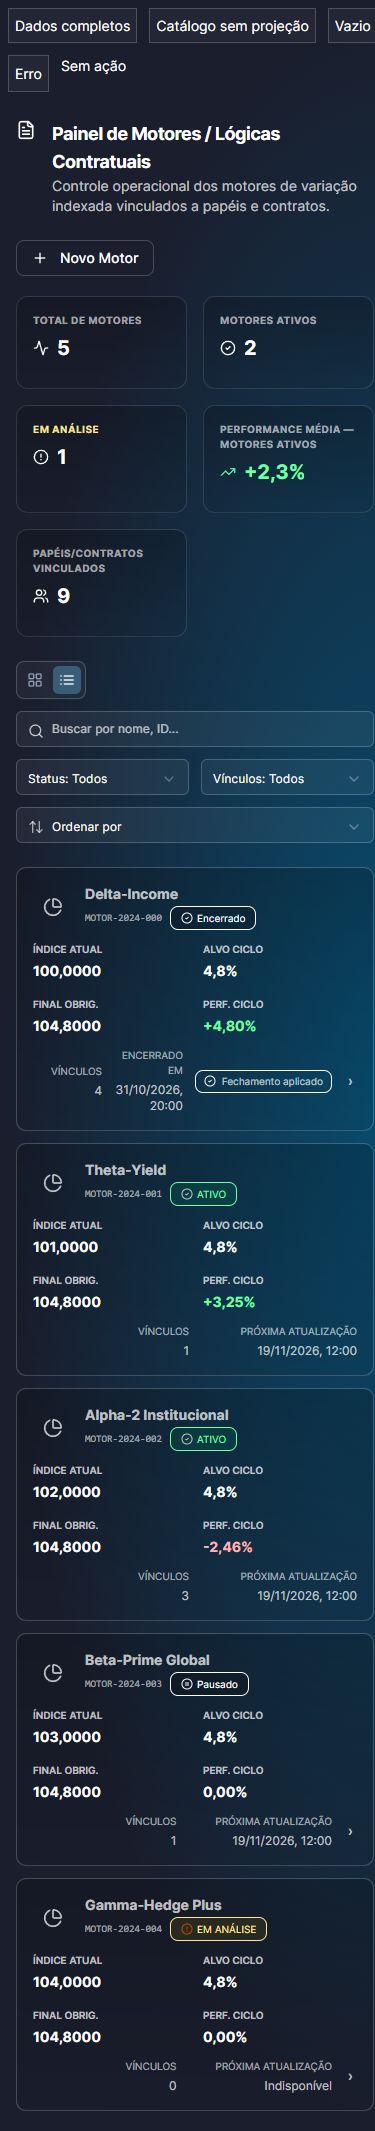 Dados completos
Catálogo sem projeção
Vazio
Erro
Sem ação
Painel de Motores / Lógicas
Contratuais
Controle operacional dos motores de variação
indexada vinculados a papéis e contratos.
Novo Motor
TOTAL DE MOTORES
5
MOTORES ATIVOS
2
EM ANÁLISE
1
PERFORMANCE MÉDIA —
MOTORES ATIVOS
+2,3%
PAPÉIS/CONTRATOS
VINCULADOS
9
Buscar por nome, ID...
Status: Todos
Vínculos: Todos
Ordenar por
Delta-Income
MOTOR-2024-000 Encerrado
ÍNDICE ATUAL
100,0000
ALVO CICLO
4,8%
FINAL OBRIG.
104,8000
PERF. CICLO
+4,80%
VÍNCULOS
4
ENCERRADO
EM
31/10/2026,
20:00
Fechamento aplicado
Theta-Yield
MOTOR-2024-001 ATIVO
ÍNDICE ATUAL
101,0000
ALVO CICLO
4,8%
FINAL OBRIG.
104,8000
PERF. CICLO
+3,25%
VÍNCULOS
1
PRÓXIMA ATUALIZAÇÃO
19/11/2026, 12:00
Alpha-2 Institucional
MOTOR-2024-002 ATIVO
ÍNDICE ATUAL
102,0000
ALVO CICLO
4,8%
FINAL OBRIG.
104,8000
PERF. CICLO
-2,46%
VÍNCULOS
3
PRÓXIMA ATUALIZAÇÃO
19/11/2026, 12:00
Beta-Prime Global
MOTOR-2024-003 Pausado
ÍNDICE ATUAL
103,0000
ALVO CICLO
4,8%
FINAL OBRIG.
104,8000
PERF. CICLO
0,00%
VÍNCULOS
1
PRÓXIMA ATUALIZAÇÃO
19/11/2026, 12:00
Gamma-Hedge Plus
MOTOR-2024-004 EM ANÁLISE
ÍNDICE ATUAL
104,0000
ALVO CICLO
4,8%
FINAL OBRIG.
104,8000
PERF. CICLO
0,00%
VÍNCULOS
0
PRÓXIMA ATUALIZAÇÃO
Indisponível